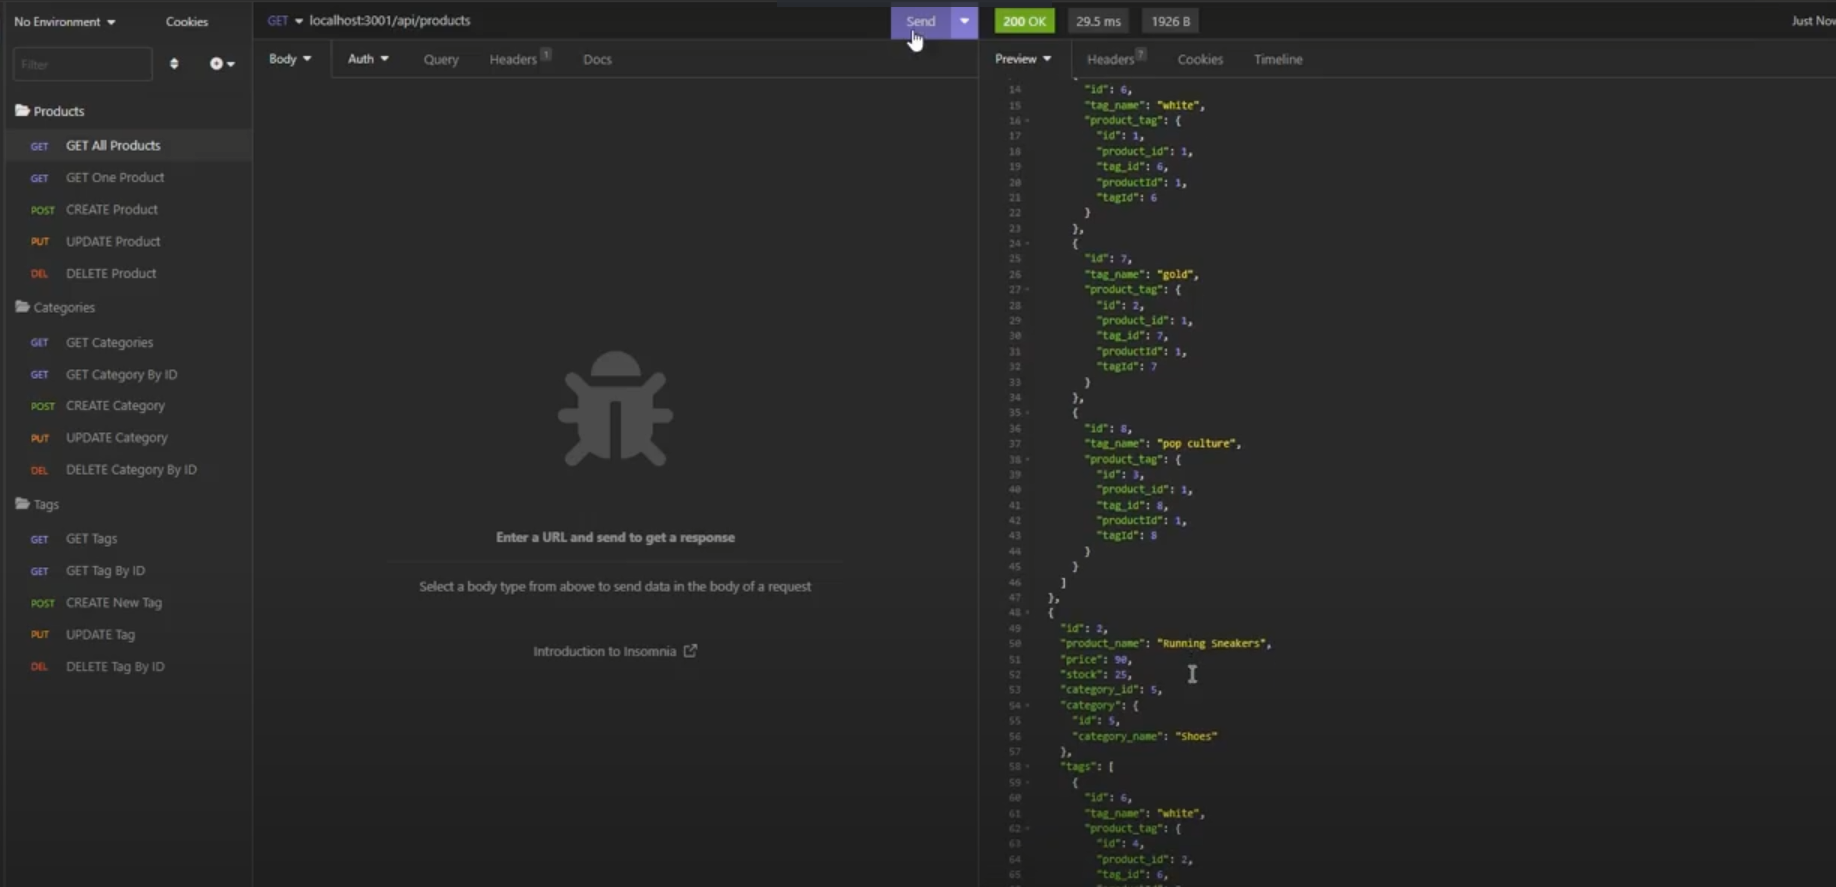 No Environment
Cookies
Filter
Products
GET GET All Products
GET GET One Product
POST CREATE Product
PUT UPDATE Product
DEL DELETE Product
Categories
GET GET Categories
GET GET Category By ID
POST CREATE Category
PUT UPDATE Category
DEL DELETE Category By ID
Tags
GET GET Tags
GET GET Tag By ID
POST CREATE New Tag
PUT UPDATE Tag
DEL DELETE Tag By ID
GET localhost:3001/api/products
Send
Body Auth Query Headers 1 Docs
Enter a URL and send to get a response
Select a body type from above to send data in the body of a request
Introduction to Insomnia
200 OK 29.5 ms 1926 B Just Now
Preview Headers 7 Cookies Timeline
14 "id": 6,
15 "tag_name": "white",
16 "product_tag": {
17 "id": 1,
18 "product_id": 1,
19 "tag_id": 6,
20 "productId": 1,
21 "tagId": 6
22 }
23 },
24 {
25 "id": 7,
26 "tag_name": "gold",
27 "product_tag": {
28 "id": 2,
29 "product_id": 1,
30 "tag_id": 7,
31 "productId": 1,
32 "tagId": 7
33 }
34 },
35 {
36 "id": 8,
37 "tag_name": "pop culture",
38 "product_tag": {
39 "id": 3,
40 "product_id": 1,
41 "tag_id": 8,
42 "productId": 1,
43 "tagId": 8
44 }
45 }
46 ]
47 },
48 {
49 "id": 2,
50 "product_name": "Running Sneakers",
51 "price": 90,
52 "stock": 25,
53 "category_id": 5,
54 "category": {
55 "id": 5,
56 "category_name": "Shoes"
57 },
58 "tags": [
59 {
60 "id": 6,
61 "tag_name": "white",
62 "product_tag": {
63 "id": 4,
64 "product_id": 2,
65 "tag_id": 6,